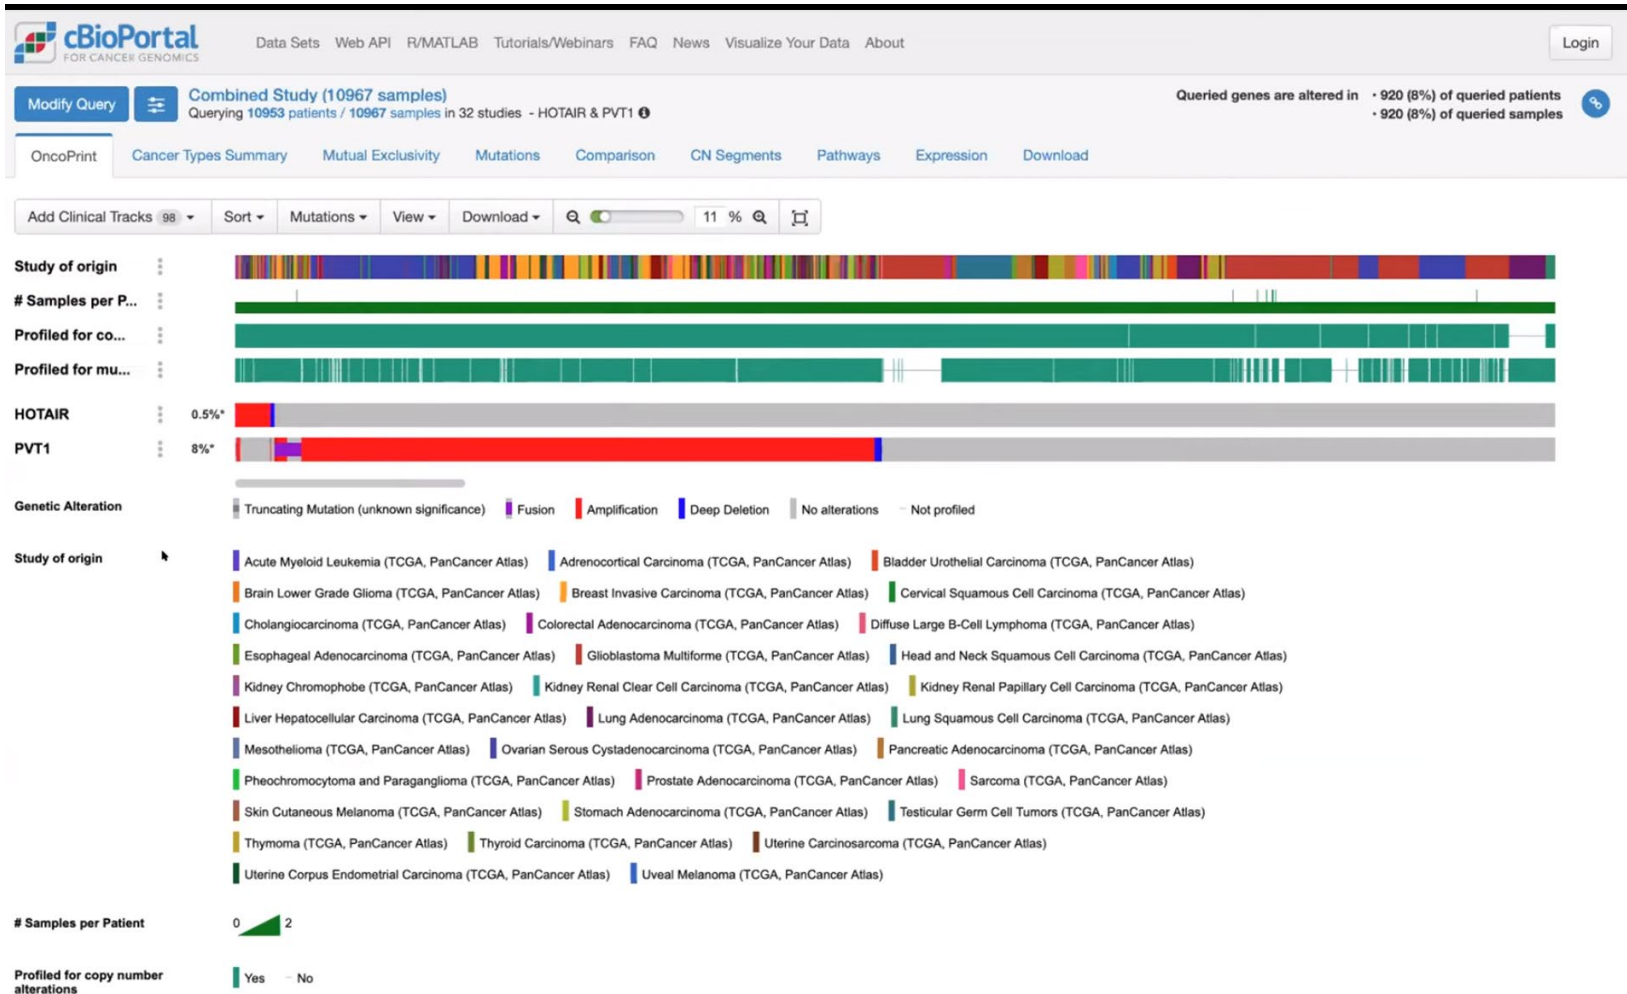 cBioPortal
FOR CANCER GENOMICS
Data Sets Web API R/MATLAB Tutorials/Webinars FAQ News Visualize Your Data About
Login
Modify Query
Combined Study (10967 samples)
Querying 10953 patients / 10967 samples in 32 studies - HOTAIR & PVT1
Queried genes are altered in • 920 (8%) of queried patients
• 920 (8%) of queried samples
OncoPrint Cancer Types Summary Mutual Exclusivity Mutations Comparison CN Segments Pathways Expression Download
Add Clinical Tracks 98 Sort Mutations View Download 11 %
Study of origin
# Samples per P...
Profiled for co...
Profiled for mu...
HOTAIR 0.5%*
PVT1 8%*
Genetic Alteration Truncating Mutation (unknown significance) Fusion Amplification Deep Deletion No alterations Not profiled
Study of origin Acute Myeloid Leukemia (TCGA, PanCancer Atlas) Adrenocortical Carcinoma (TCGA, PanCancer Atlas) Bladder Urothelial Carcinoma (TCGA, PanCancer Atlas)
Brain Lower Grade Glioma (TCGA, PanCancer Atlas) Breast Invasive Carcinoma (TCGA, PanCancer Atlas) Cervical Squamous Cell Carcinoma (TCGA, PanCancer Atlas)
Cholangiocarcinoma (TCGA, PanCancer Atlas) Colorectal Adenocarcinoma (TCGA, PanCancer Atlas) Diffuse Large B-Cell Lymphoma (TCGA, PanCancer Atlas)
Esophageal Adenocarcinoma (TCGA, PanCancer Atlas) Glioblastoma Multiforme (TCGA, PanCancer Atlas) Head and Neck Squamous Cell Carcinoma (TCGA, PanCancer Atlas)
Kidney Chromophobe (TCGA, PanCancer Atlas) Kidney Renal Clear Cell Carcinoma (TCGA, PanCancer Atlas) Kidney Renal Papillary Cell Carcinoma (TCGA, PanCancer Atlas)
Liver Hepatocellular Carcinoma (TCGA, PanCancer Atlas) Lung Adenocarcinoma (TCGA, PanCancer Atlas) Lung Squamous Cell Carcinoma (TCGA, PanCancer Atlas)
Mesothelioma (TCGA, PanCancer Atlas) Ovarian Serous Cystadenocarcinoma (TCGA, PanCancer Atlas) Pancreatic Adenocarcinoma (TCGA, PanCancer Atlas)
Pheochromocytoma and Paraganglioma (TCGA, PanCancer Atlas) Prostate Adenocarcinoma (TCGA, PanCancer Atlas) Sarcoma (TCGA, PanCancer Atlas)
Skin Cutaneous Melanoma (TCGA, PanCancer Atlas) Stomach Adenocarcinoma (TCGA, PanCancer Atlas) Testicular Germ Cell Tumors (TCGA, PanCancer Atlas)
Thymoma (TCGA, PanCancer Atlas) Thyroid Carcinoma (TCGA, PanCancer Atlas) Uterine Carcinosarcoma (TCGA, PanCancer Atlas)
Uterine Corpus Endometrial Carcinoma (TCGA, PanCancer Atlas) Uveal Melanoma (TCGA, PanCancer Atlas)
# Samples per Patient 0 2
Profiled for copy number Yes No
alterations